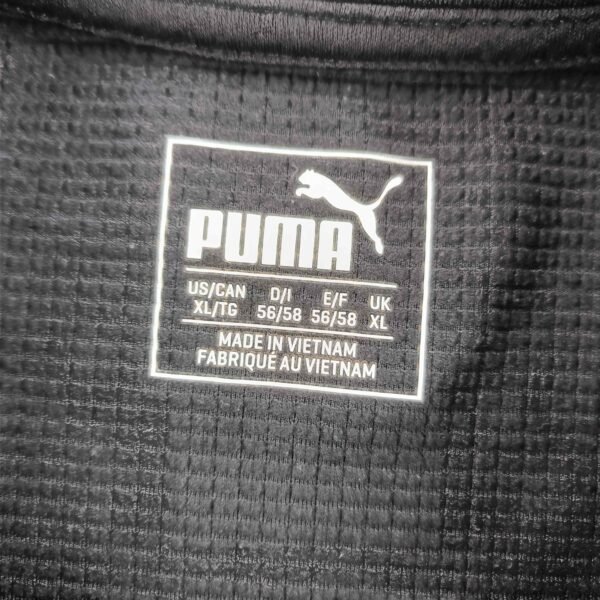 PUMA
US/CAN D/I E/F UK
XL/TG 56/58 56/58 XL
MADE IN VIETNAM
FABRIQUÉ AU VIETNAM